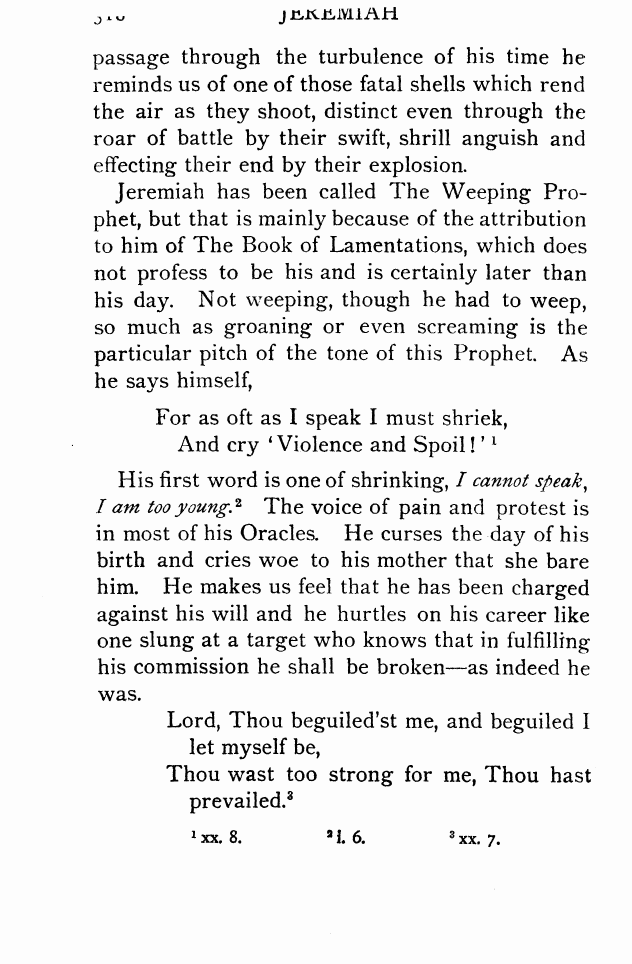 JEREMIAH
passage through the turbulence of his time he
reminds us of one of those fatal shells which rend
the air as they shoot, distinct even through the
roar of battle by their swift, shrill anguish and
effecting their end by their explosion.
Jeremiah has been called The Weeping Pro-
phet, but that is mainly because of the attribution
to him of The Book of Lamentations, which does
not profess to be his and is certainly later than
his day. Not weeping, though he had to weep,
so much as groaning or even screaming is the
particular pitch of the tone of this Prophet. As
he says himself,
For as oft as I speak I must shriek,
And cry ‘Violence and Spoil!’ ¹
His first word is one of shrinking, I cannot speak,
I am too young.² The voice of pain and protest is
in most of his Oracles. He curses the day of his
birth and cries woe to his mother that she bare
him. He makes us feel that he has been charged
against his will and he hurtles on his career like
one slung at a target who knows that in fulfilling
his commission he shall be broken—as indeed he
was.
Lord, Thou beguiled'st me, and beguiled I
let myself be,
Thou wast too strong for me, Thou hast
prevailed.³
¹ xx. 8. ² i. 6. ³ xx. 7.